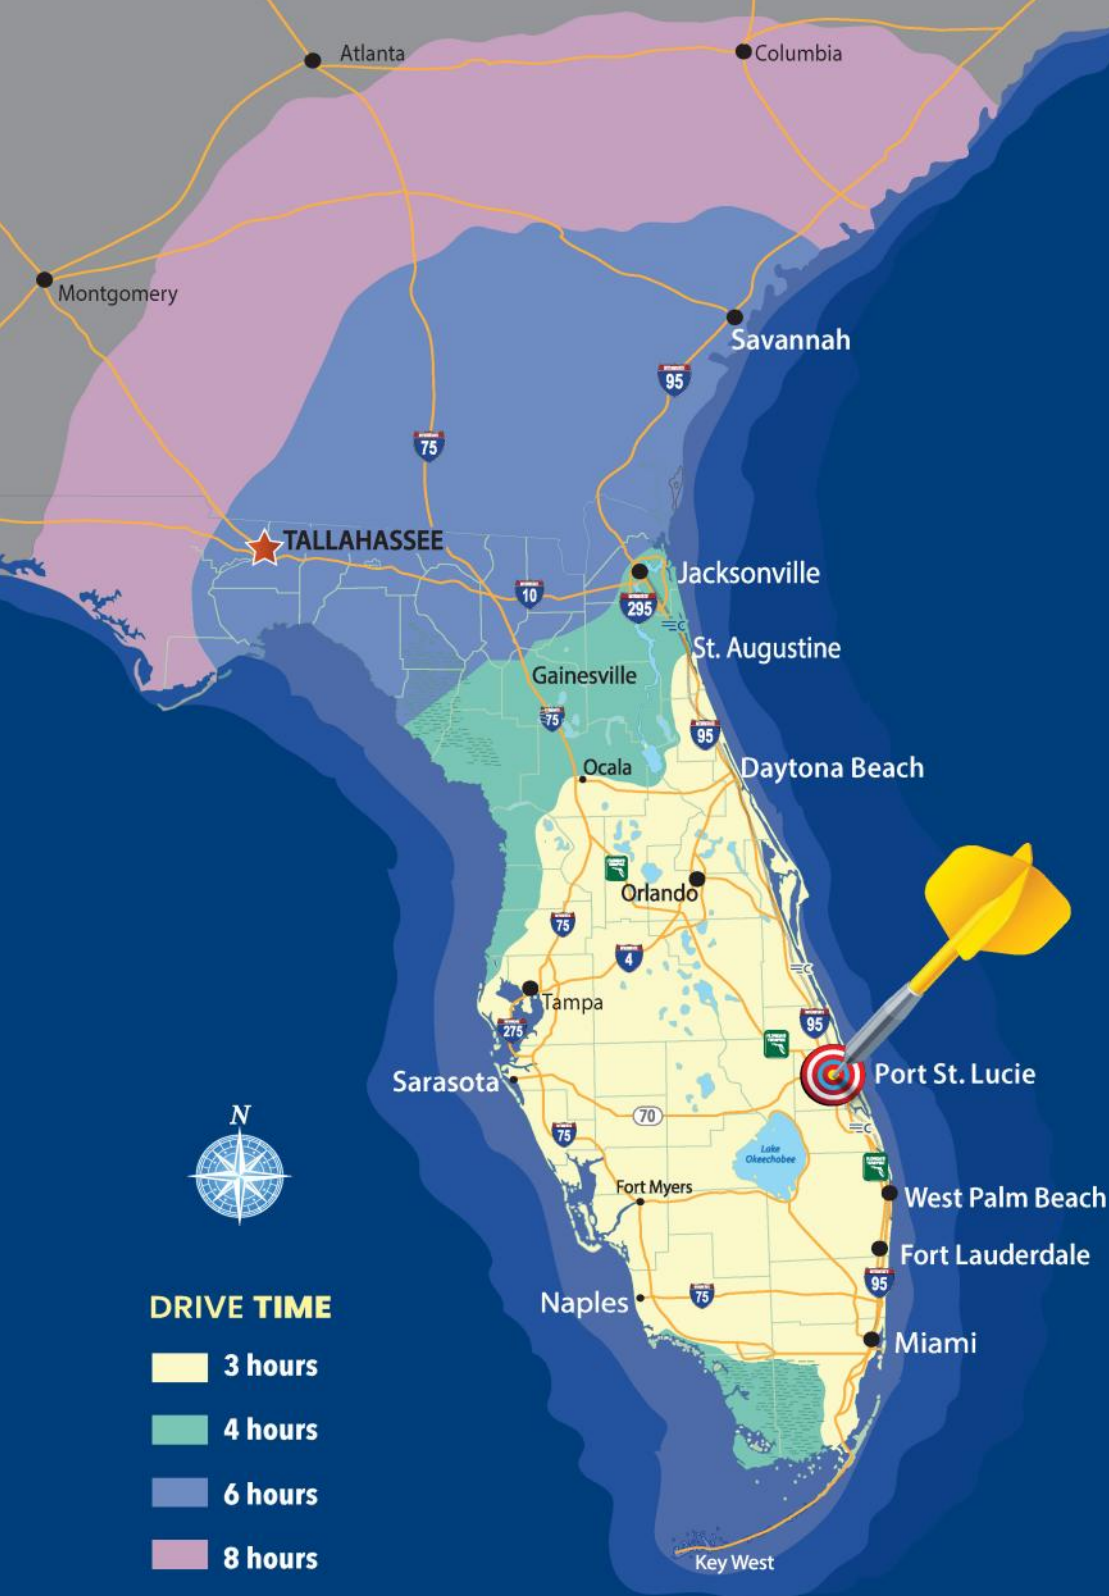 Atlanta
Columbia
Montgomery
Savannah
95
75
TALLAHASSEE
Jacksonville
10
295
St. Augustine
Gainesville
75
95
Ocala
Daytona Beach
Orlando
75
4
Tampa
95
275
Port St. Lucie
Sarasota
70
75
Lake
Okeechobee
Fort Myers
West Palm Beach
Fort Lauderdale
95
75
Naples
Miami
Key West
N
DRIVE TIME
3 hours
4 hours
6 hours
8 hours